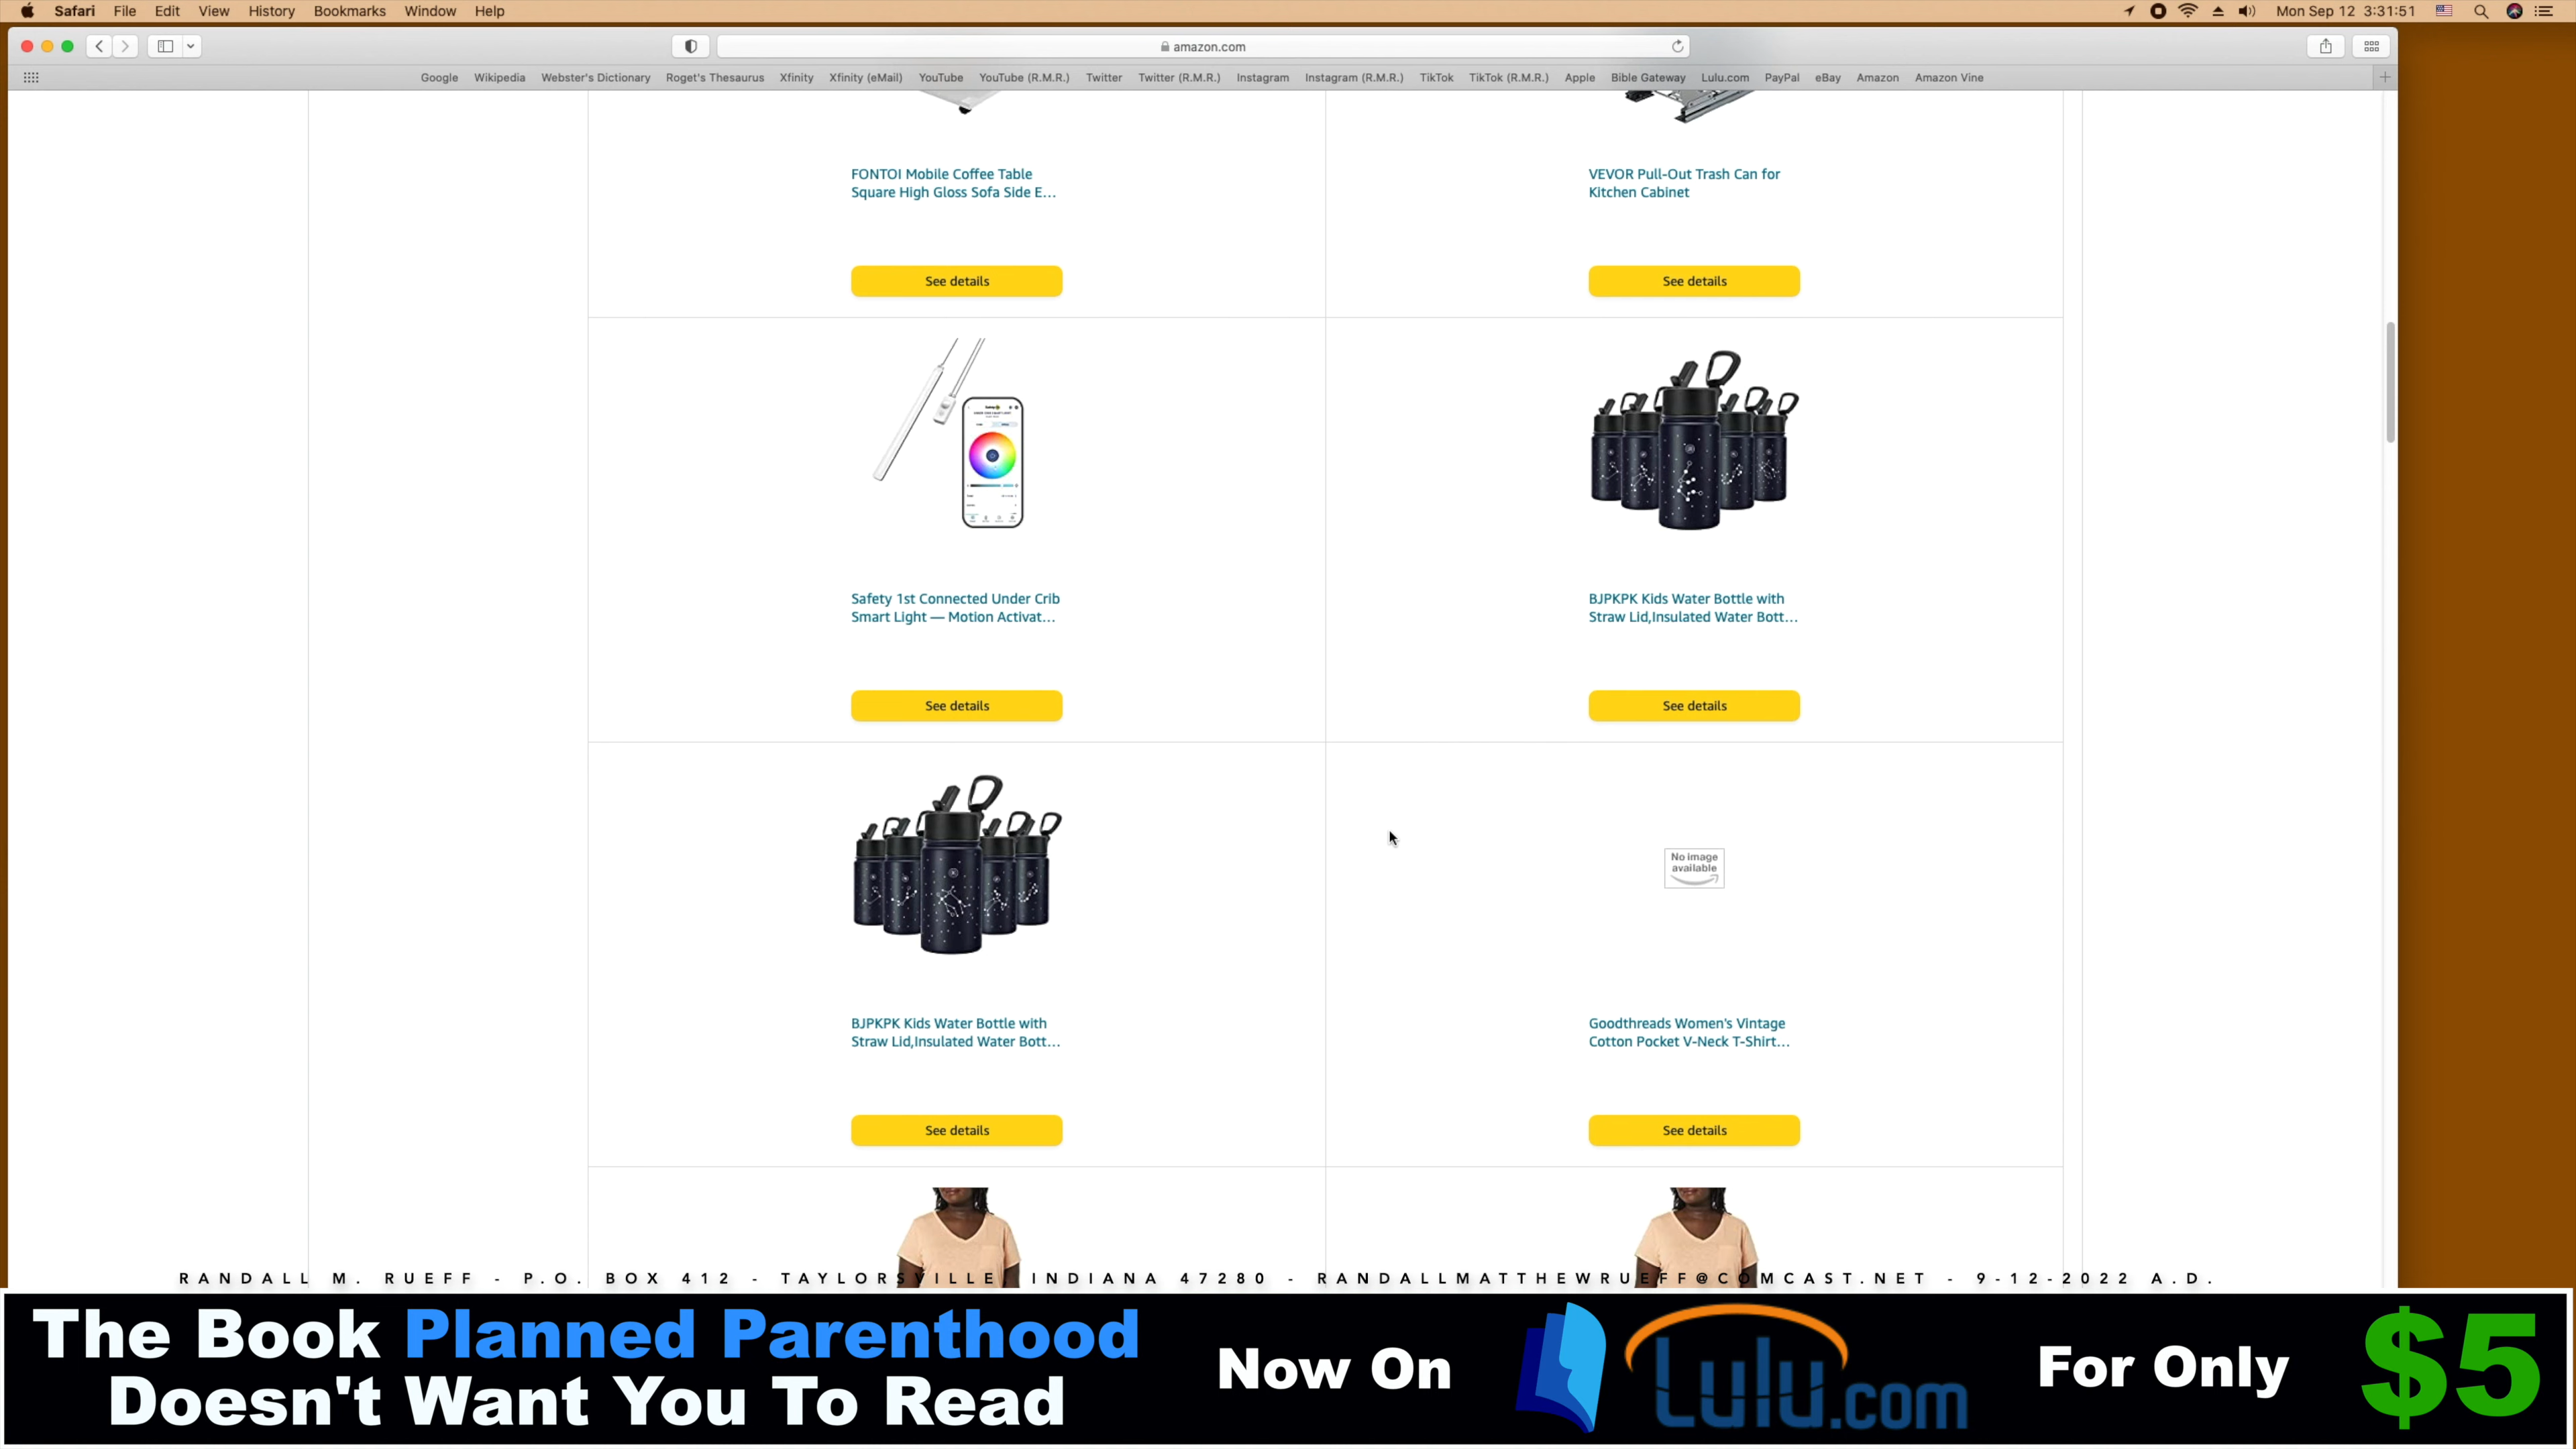 Safari File Edit View History Bookmarks Window Help Mon Sep 12 3:31:51
amazon.com
Google Wikipedia Webster's Dictionary Roget's Thesaurus Xfinity Xfinity (eMail) YouTube YouTube (R.M.R.) Twitter Twitter (R.M.R.) Instagram Instagram (R.M.R.) TikTok TikTok (R.M.R.) Apple Bible Gateway Lulu.com PayPal eBay Amazon Amazon Vine
FONTOI Mobile Coffee Table
Square High Gloss Sofa Side E...
See details
VEVOR Pull-Out Trash Can for
Kitchen Cabinet
See details
Safety 1st Connected Under Crib
Smart Light — Motion Activat...
See details
BJPKPK Kids Water Bottle with
Straw Lid,Insulated Water Bott...
See details
BJPKPK Kids Water Bottle with
Straw Lid,Insulated Water Bott...
See details
No image
available
Goodthreads Women's Vintage
Cotton Pocket V-Neck T-Shirt...
See details
RANDALL M. RUEFF - P.O. BOX 412 - TAYLORSVILLE INDIANA 47280 - RANDALLMATTHEWRUEFF@COMCAST.NET - 9-12-2022 A.D.
The Book Planned Parenthood
Doesn't Want You To Read
Now On
Lulu.com
For Only
$5